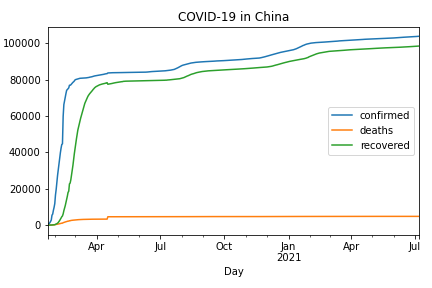 COVID-19 in China
100000
80000
60000
40000
20000
0
confirmed
deaths
recovered
Apr Jul Oct Jan Apr Jul
2021
Day